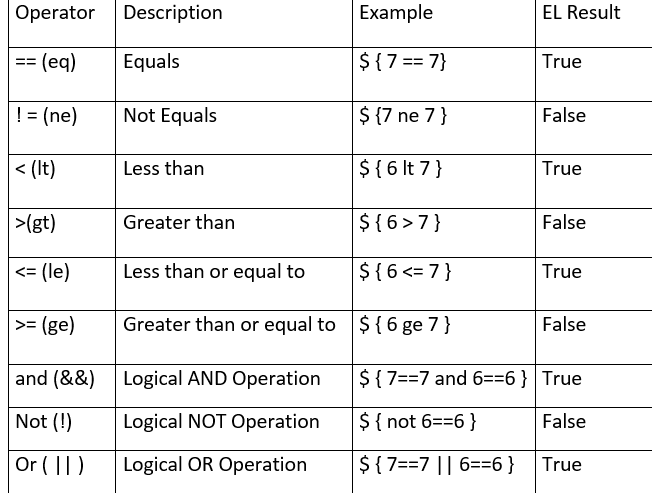 Operator Description Example EL Result
== (eq) Equals $ { 7 == 7} True
! = (ne) Not Equals $ {7 ne 7 } False
< (lt) Less than $ { 6 lt 7 } True
>(gt) Greater than $ { 6 > 7 } False
<= (le) Less than or equal to $ { 6 <= 7 } True
>= (ge) Greater than or equal to $ { 6 ge 7 } False
and (&&) Logical AND Operation $ { 7==7 and 6==6 } True
Not (!) Logical NOT Operation $ { not 6==6 } False
Or ( || ) Logical OR Operation $ { 7==7 || 6==6 } True